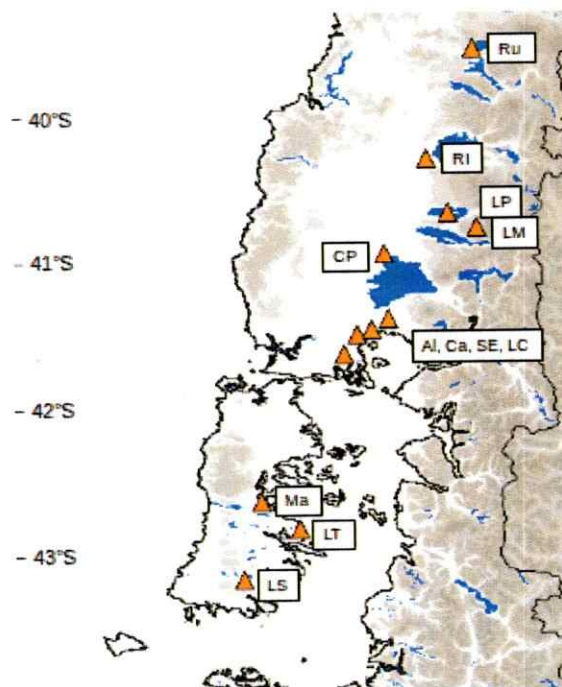 Ru
– 40°S
RI
LP
LM
CP
– 41°S
Al, Ca, SE, LC
– 42°S
Ma
LT
– 43°S
LS